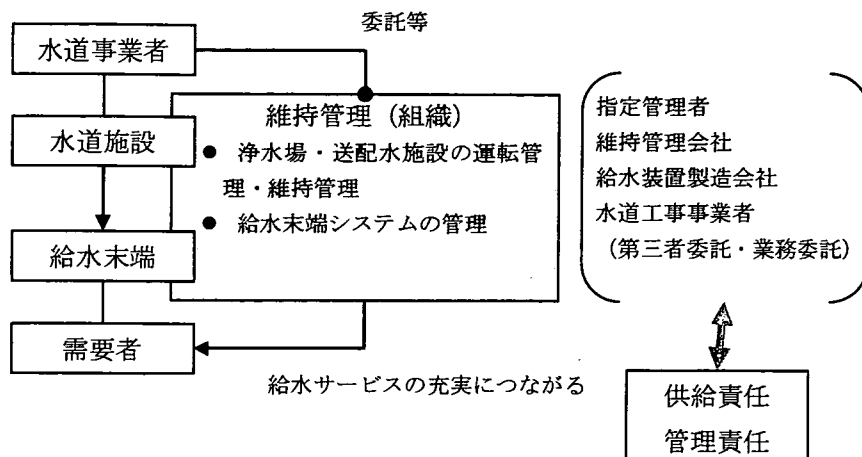 委託等
水道事業者
水道施設
給水末端
需要者
維持管理（組織）
● 浄水場・送配水施設の運転管
理・維持管理
● 給水末端システムの管理
指定管理者
維持管理会社
給水装置製造会社
水道工事事業者
（第三者委託・業務委託）
給水サービスの充実につながる
供給責任
管理責任